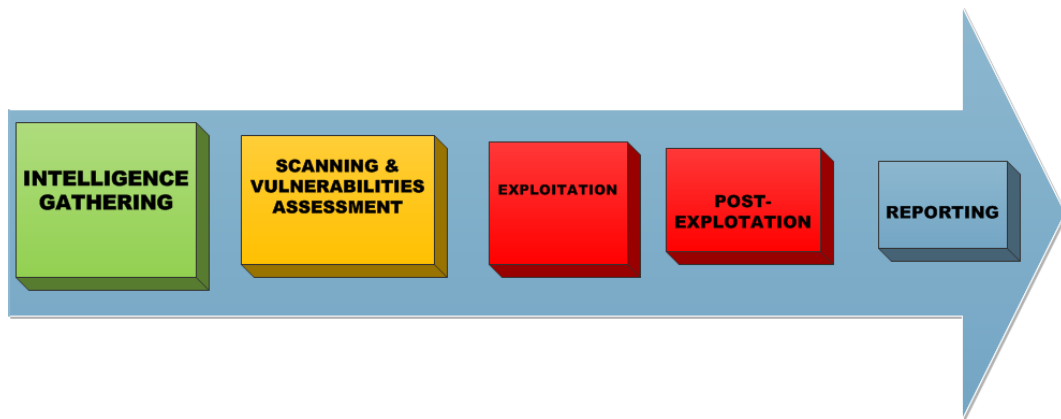 INTELLIGENCE
GATHERING
SCANNING &
VULNERABILITIES
ASSESSMENT
EXPLOITATION
POST-
EXPLOTATION
REPORTING